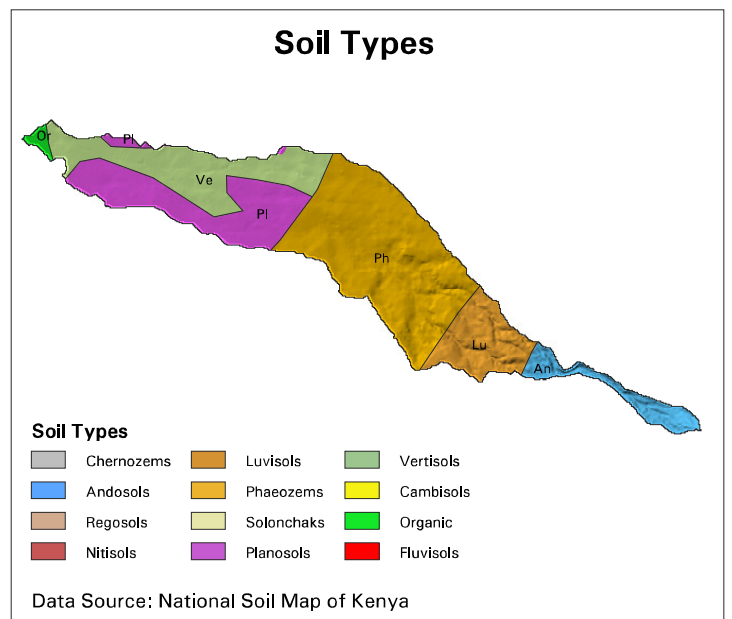 Soil Types
Or
Pl
Ve
Pl
Ph
Lu
An
Soil Types
Chernozems Luvisols Vertisols
Andosols Phaeozems Cambisols
Regosols Solonchaks Organic
Nitisols Planosols Fluvisols
Data Source: National Soil Map of Kenya